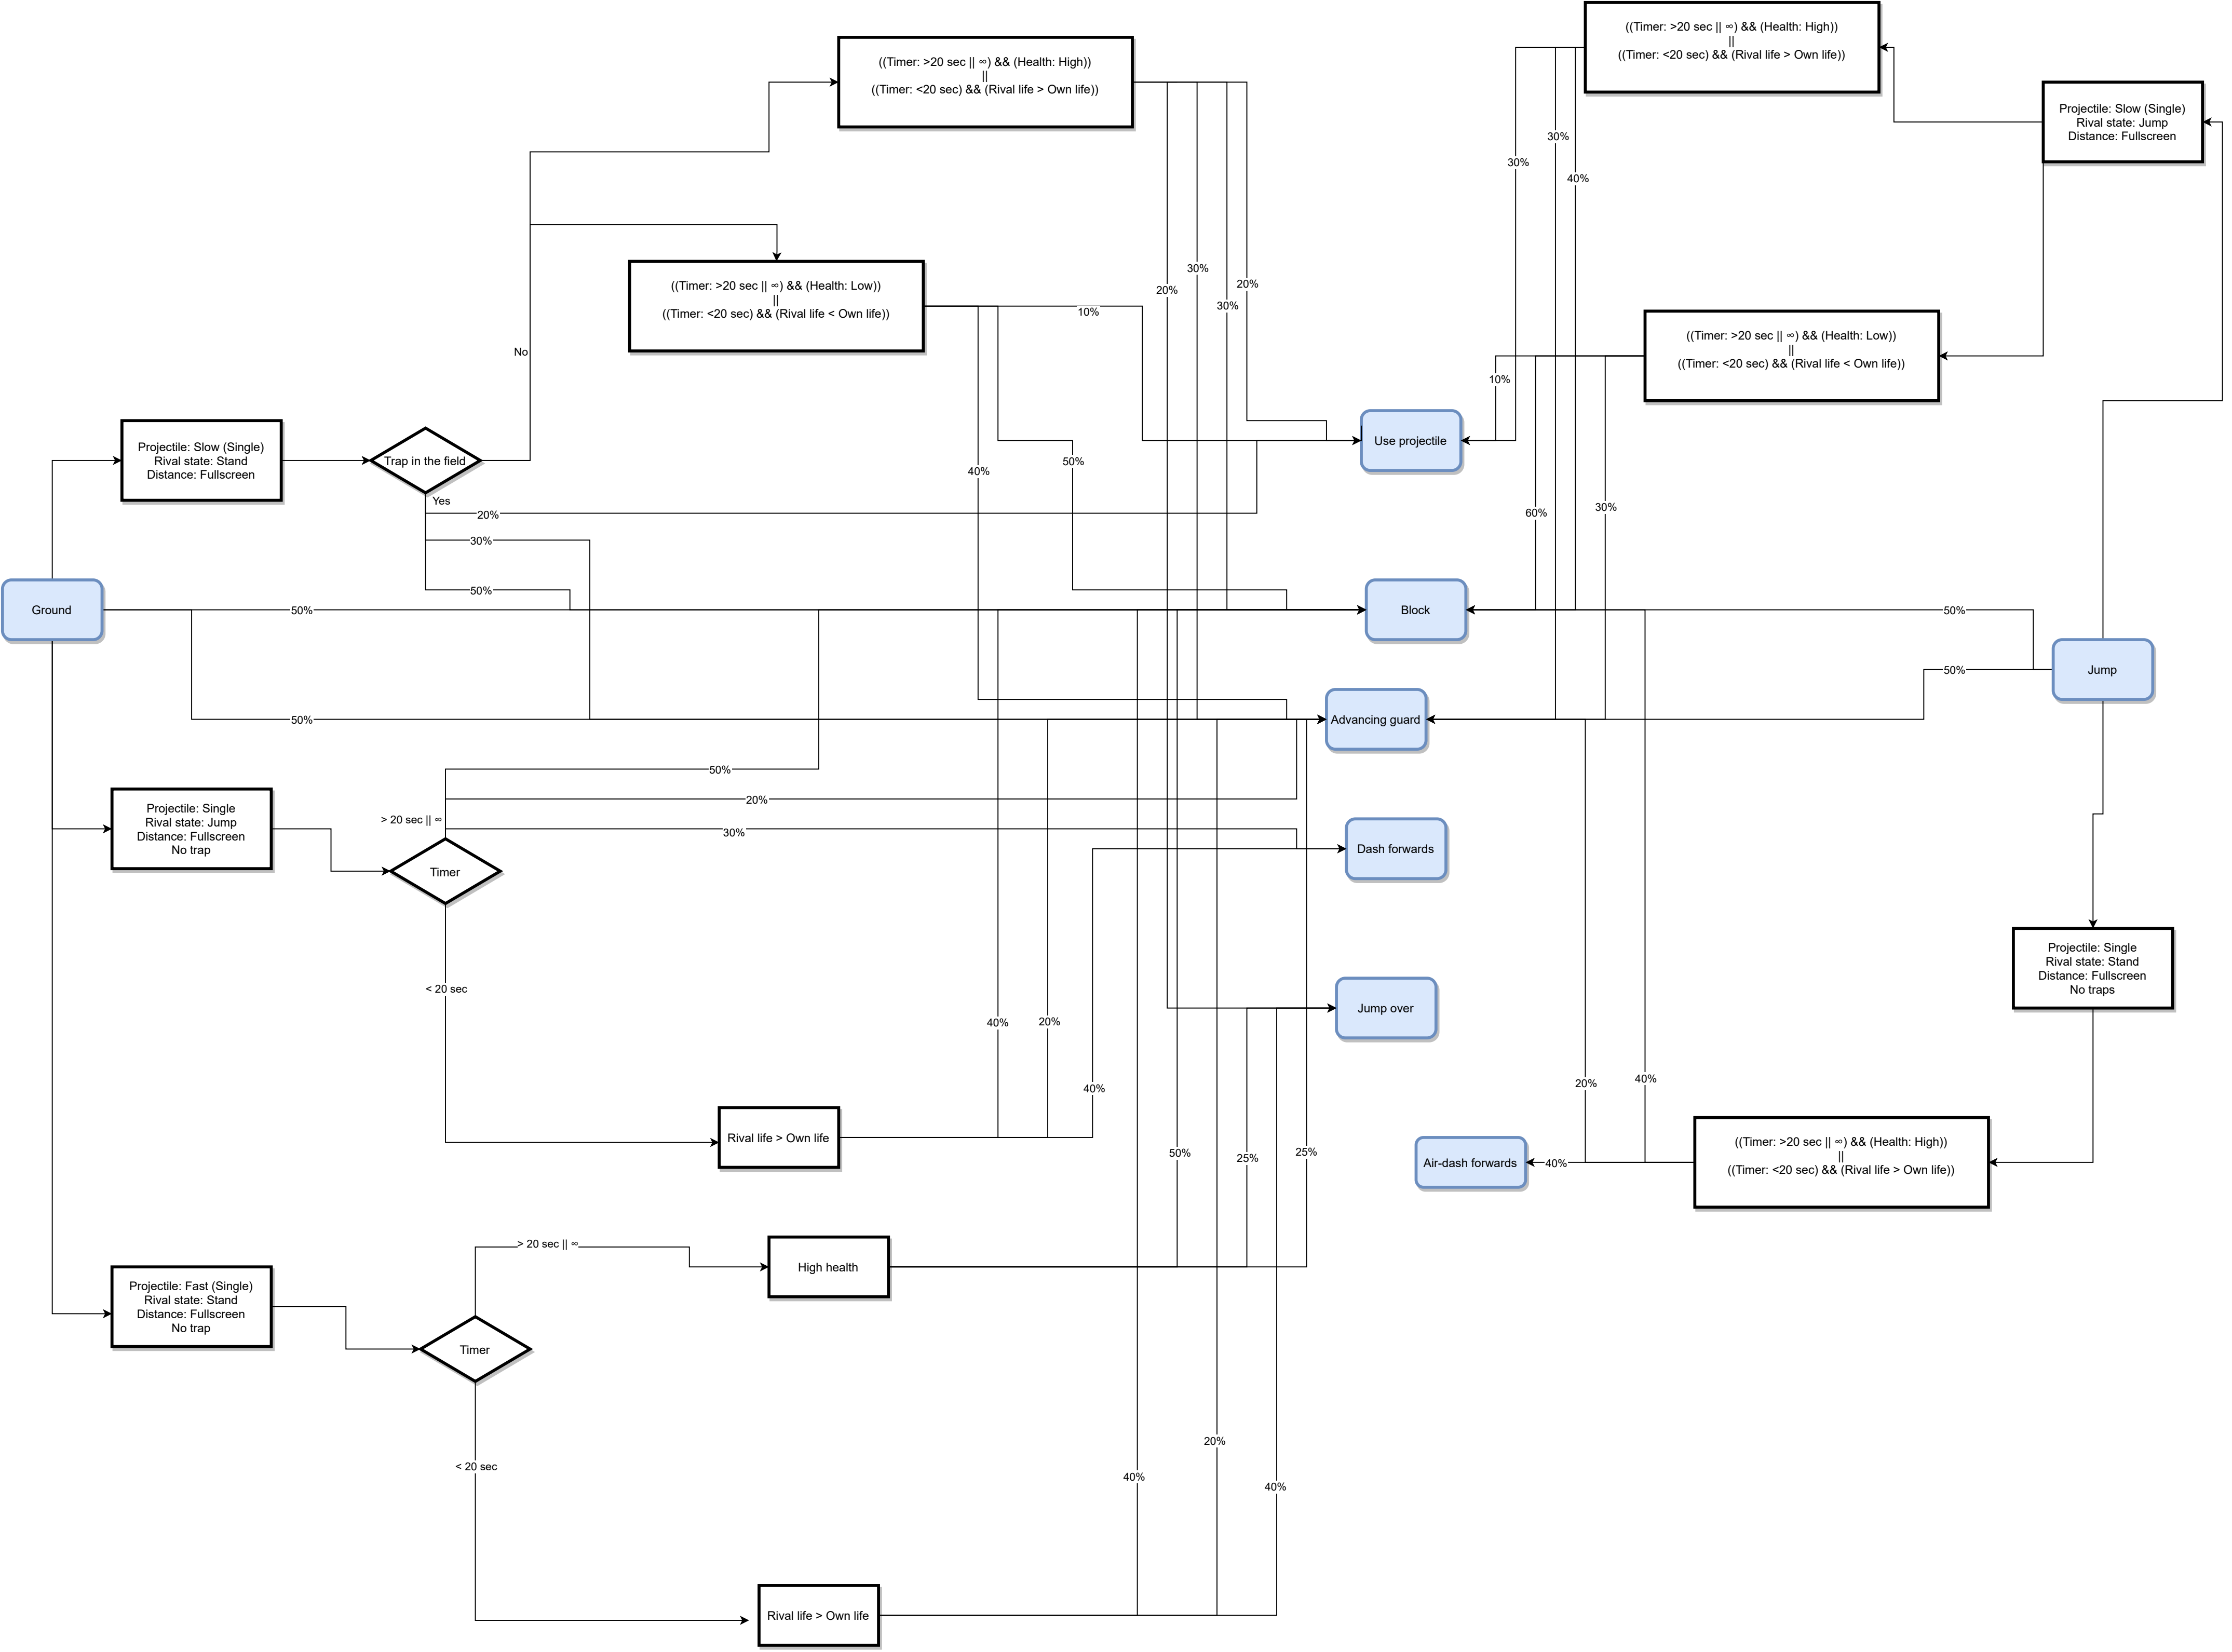 ((Timer: >20 sec || ∞) && (Health: High))
||
((Timer: <20 sec) && (Rival life > Own life))
((Timer: >20 sec || ∞) && (Health: High))
||
((Timer: <20 sec) && (Rival life > Own life))
Projectile: Slow (Single)
Rival state: Jump
Distance: Fullscreen
30%
30%
40%
30%
20%
20%
30%
((Timer: >20 sec || ∞) && (Health: Low))
||
((Timer: <20 sec) && (Rival life < Own life))
10%
((Timer: >20 sec || ∞) && (Health: Low))
||
((Timer: <20 sec) && (Rival life < Own life))
No
10%
Projectile: Slow (Single)
Rival state: Stand
Distance: Fullscreen
Trap in the field
Use projectile
40%
50%
Yes
20%
60%
30%
30%
50%
Ground
50%
Block
50%
Jump
50%
50%
Advancing guard
50%
20%
> 20 sec || ∞
30%
Projectile: Single
Rival state: Jump
Distance: Fullscreen
No trap
Timer
Dash forwards
< 20 sec
Projectile: Single
Rival state: Stand
Distance: Fullscreen
No traps
Jump over
40%
20%
40%
20%
40%
Rival life > Own life
50%
25%
25%
Air-dash forwards
40%
((Timer: >20 sec || ∞) && (Health: High))
||
((Timer: <20 sec) && (Rival life > Own life))
> 20 sec || ∞
High health
Projectile: Fast (Single)
Rival state: Stand
Distance: Fullscreen
No trap
Timer
< 20 sec
20%
40%
40%
Rival life > Own life